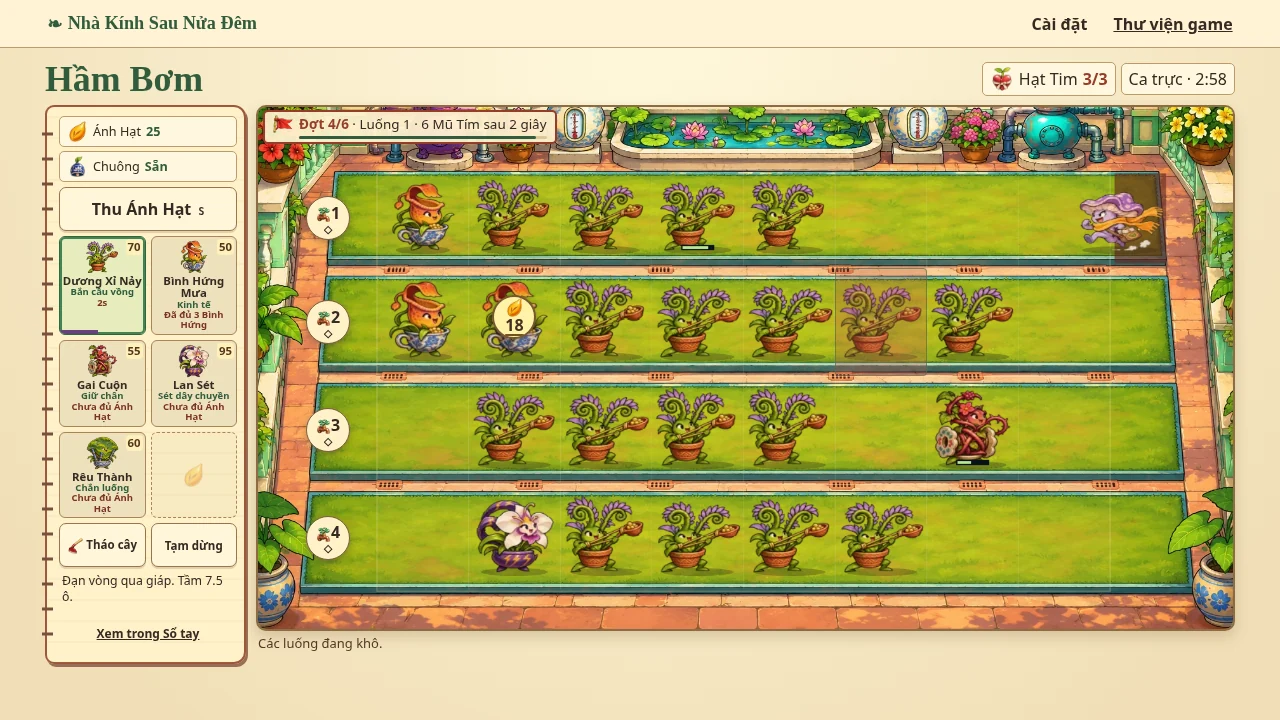 ❧ Nhà Kính Sau Nửa Đêm
Cài đặt
Thư viện game
Hầm Bơm
Hạt Tim 3/3
Ca trực · 2:58
Ánh Hạt 25
Chuông Sẵn
Thu Ánh Hạt S
70
Dương Xỉ Nảy
Bắn cầu vồng
2s
50
Bình Hứng
Mưa
Kinh tế
Đã đủ 3 Bình
Hứng
55
Gai Cuộn
Giữ chân
Chưa đủ Ánh
Hạt
95
Lan Sét
Sét dây chuyền
Chưa đủ Ánh
Hạt
60
Rêu Thành
Chắn luống
Chưa đủ Ánh
Hạt
Tháo cây
Tạm dừng
Đạn vòng qua giáp. Tầm 7.5
ô.
Xem trong Sổ tay
Đợt 4/6 · Luống 1 · 6 Mũ Tím sau 2 giây
1
2
18
3
4
Các luống đang khô.